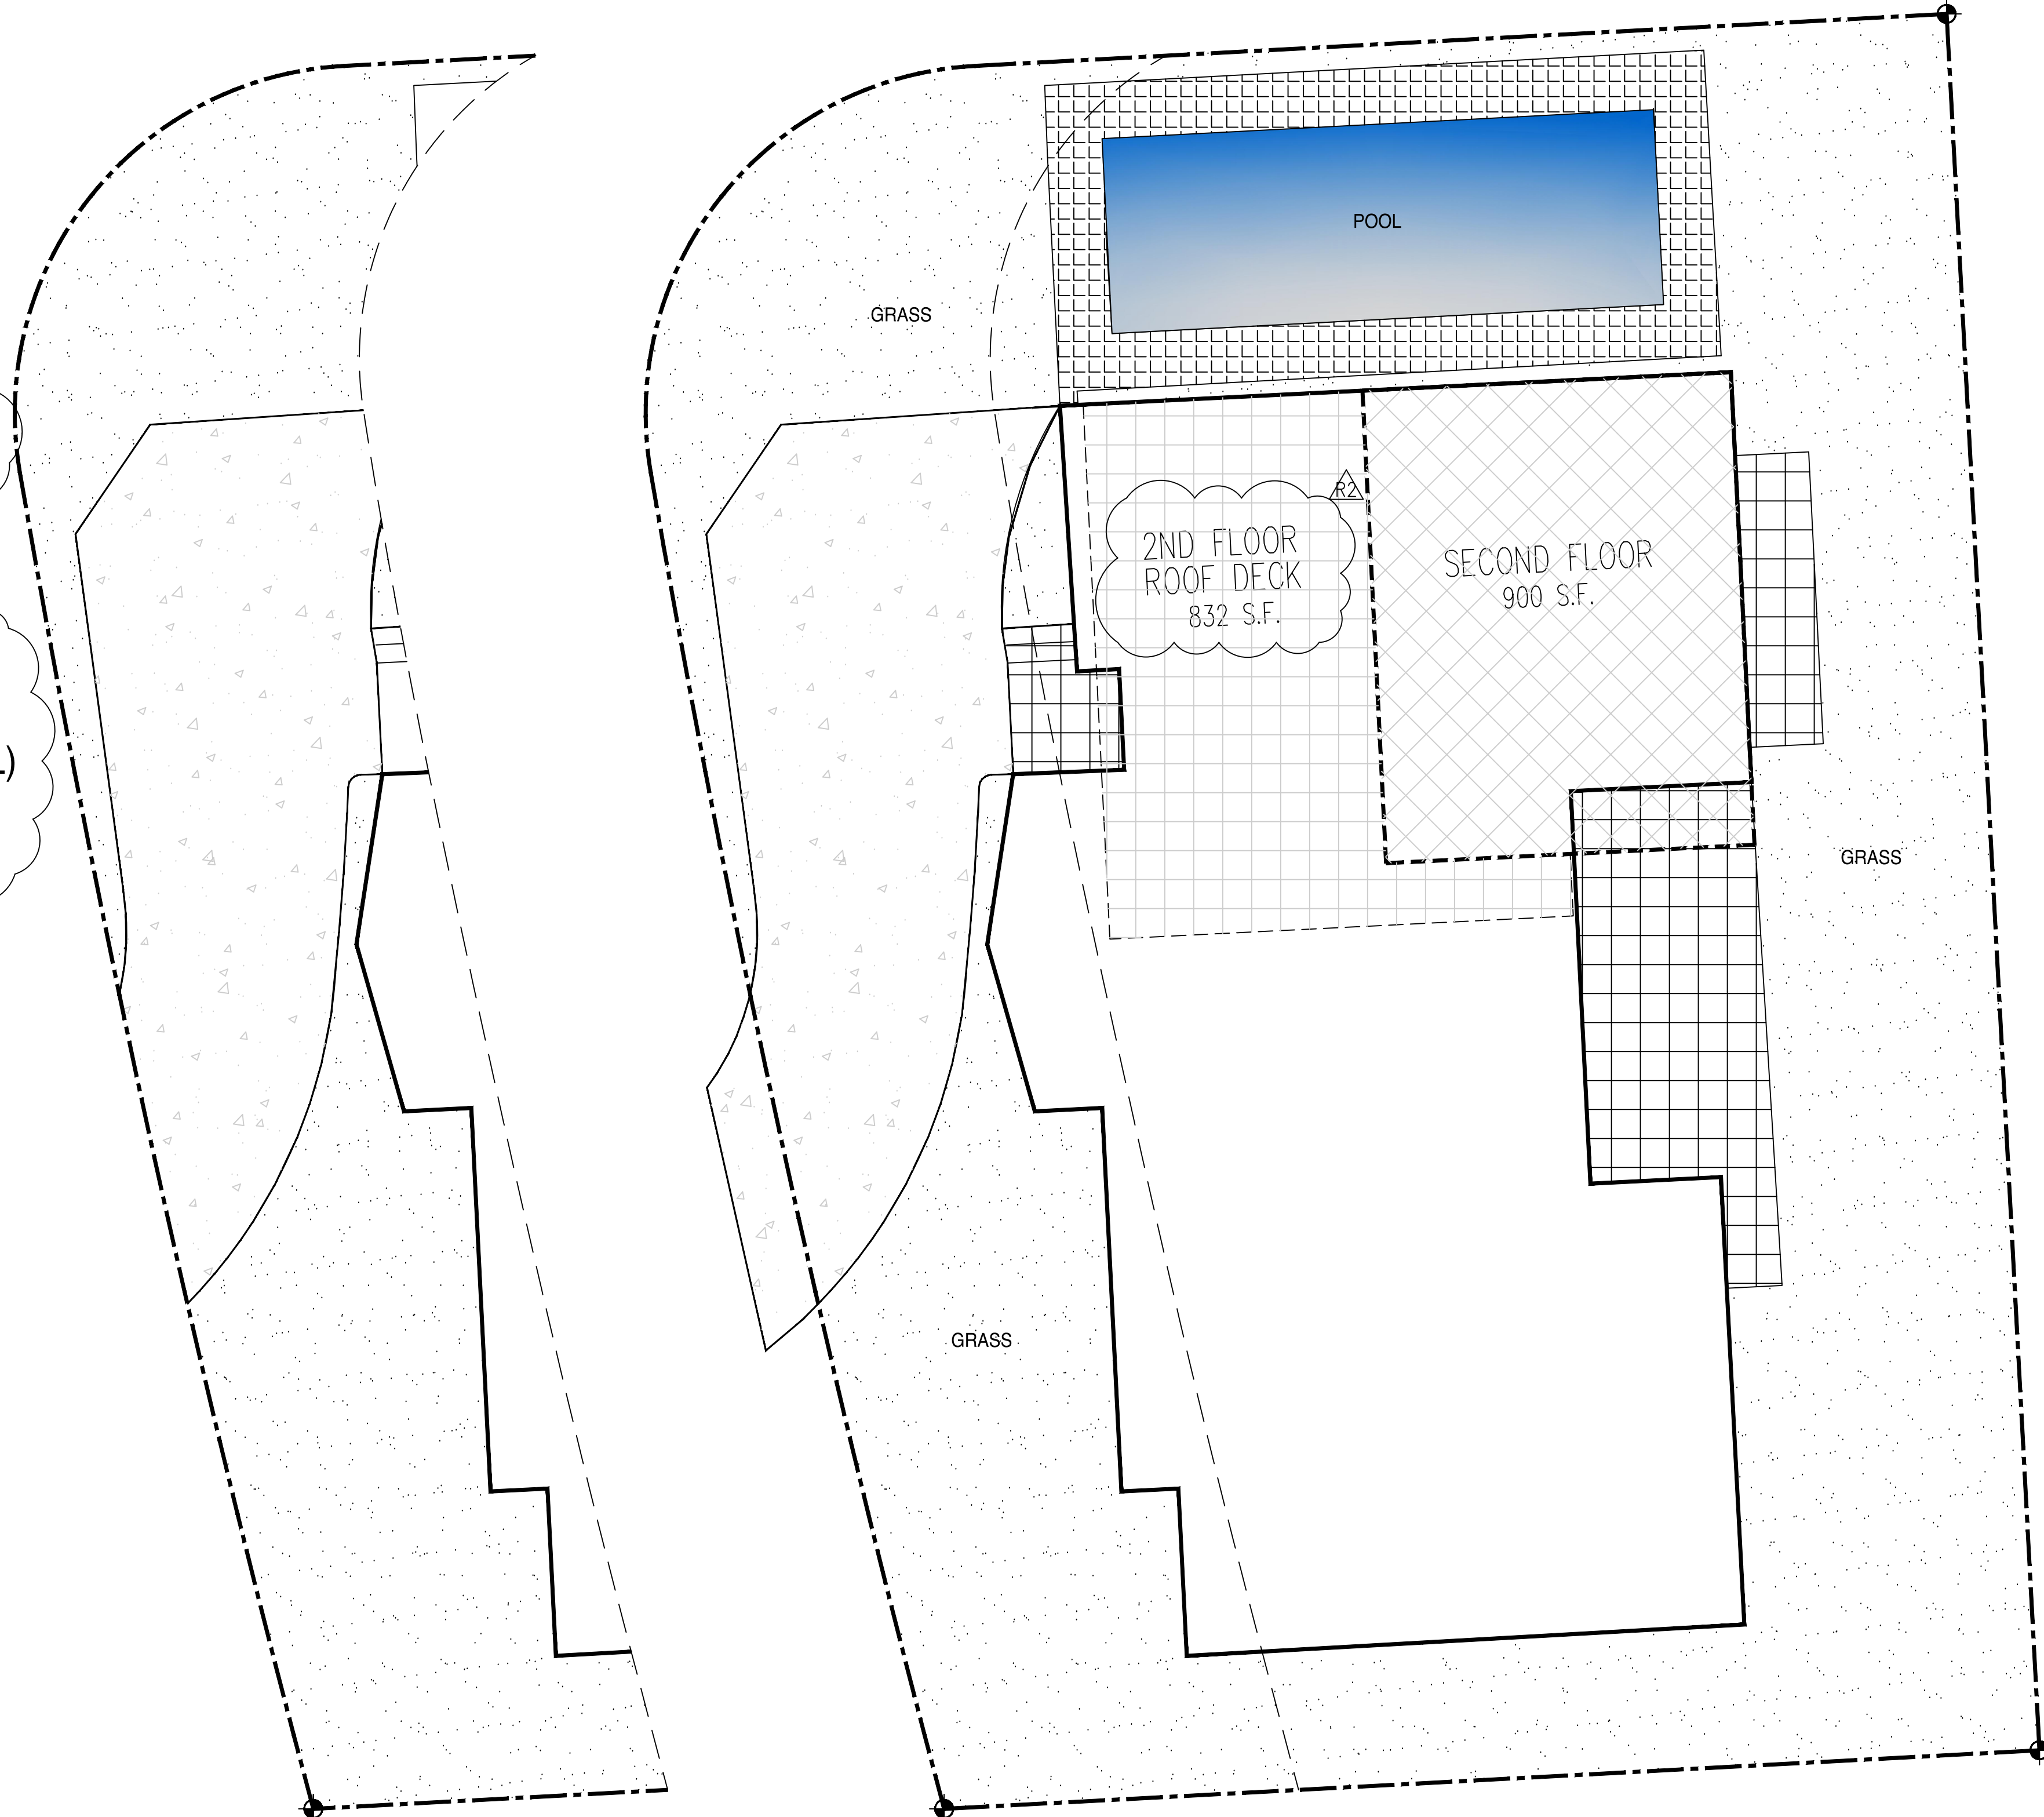 POOL
GRASS
R2
2ND FLOOR
ROOF DECK
832 S.F.
SECOND FLOOR
900 S.F.
)
GRASS
GRASS